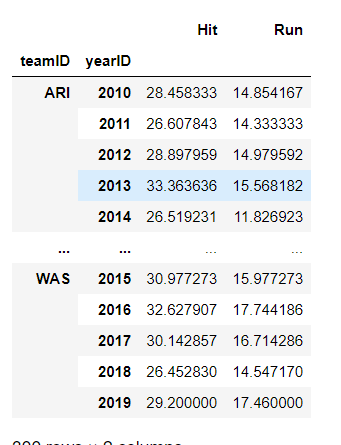 Hit Run
teamID yearID
ARI 2010 28.458333 14.854167
2011 26.607843 14.333333
2012 28.897959 14.979592
2013 33.363636 15.568182
2014 26.519231 11.826923
... ... ... ...
WAS 2015 30.977273 15.977273
2016 32.627907 17.744186
2017 30.142857 16.714286
2018 26.452830 14.547170
2019 29.200000 17.460000